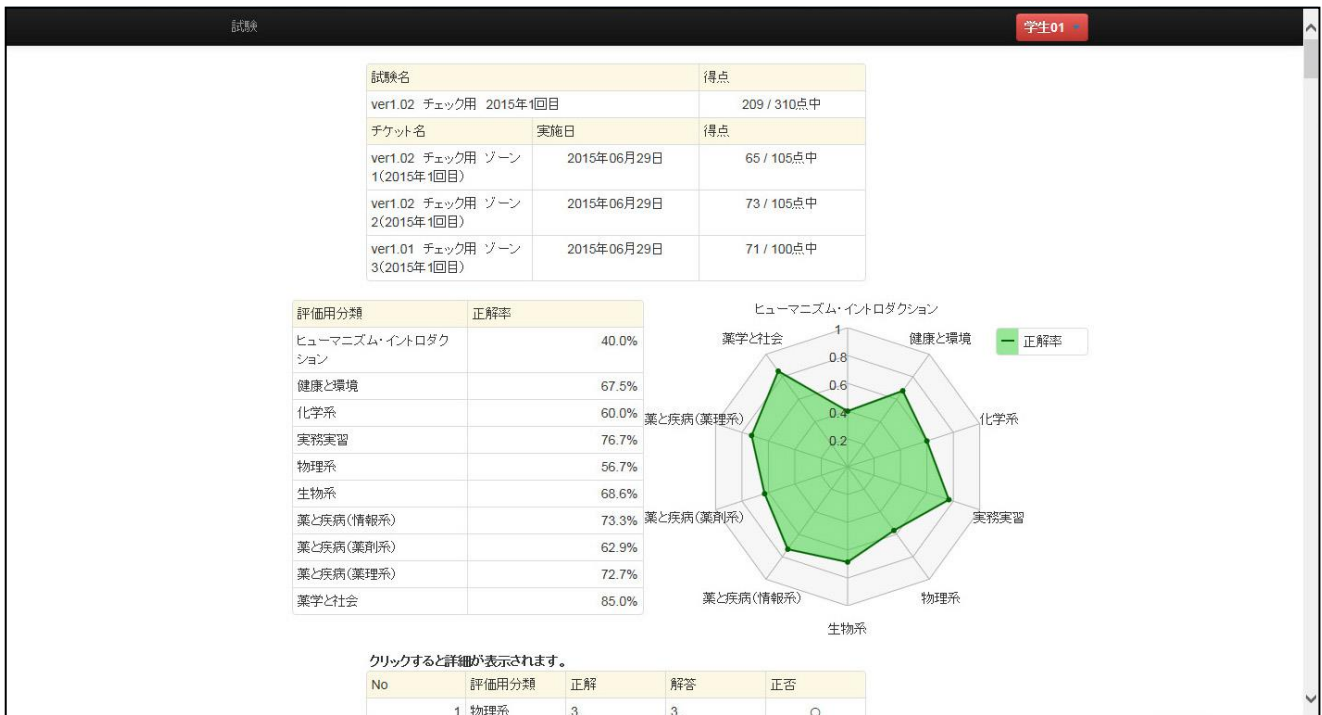 試験
学生01
試験名 得点
ver1.02 チェック用 2015年1回目 209 / 310点中
チケット名 実施日 得点
ver1.02 チェック用 ゾーン
1(2015年1回目) 2015年06月29日 65 / 105点中
ver1.02 チェック用 ゾーン
2(2015年1回目) 2015年06月29日 73 / 105点中
ver1.01 チェック用 ゾーン
3(2015年1回目) 2015年06月29日 71 / 100点中
評価用分類 正解率
ヒューマニズム・イントロダク
ション 40.0%
健康と環境 67.5%
化学系 60.0%
実務実習 76.7%
物理系 56.7%
生物系 68.6%
薬と疾病(情報系) 73.3%
薬と疾病(薬剤系) 62.9%
薬と疾病(薬理系) 72.7%
薬学と社会 85.0%
ヒューマニズム・イントロダクション
薬学と社会
1
健康と環境
正解率
0.8
0.6
薬と疾病(薬理系)
0.4
化学系
0.2
薬と疾病(薬剤系)
実務実習
薬と疾病(情報系)
物理系
生物系
クリックすると詳細が表示されます。
No 評価用分類 正解 解答 正否
1 物理系 3 3 ○